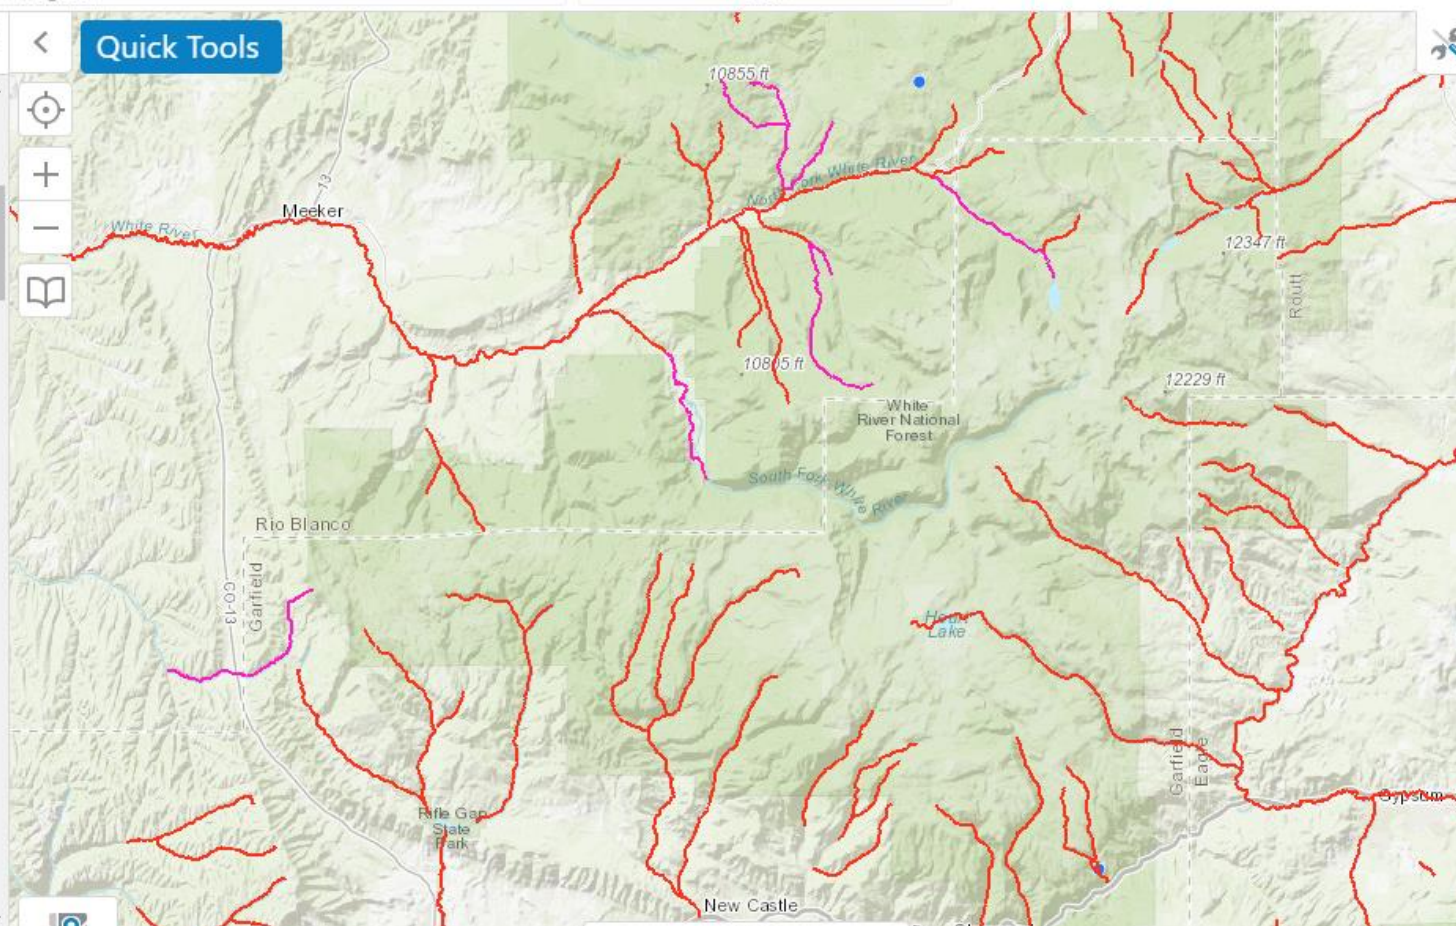 Quick Tools
10855 ft
13
North Fork White River
Meeker
White River
12347 ft
Routt
10805 ft
12229 ft
White
River National
Forest
South Fork White
River
Rio Blanco
Garfield
CO-13
Heart
Lake
Garfield
Eagle
Gypsum
Rifle Gap
State
Park
New Castle